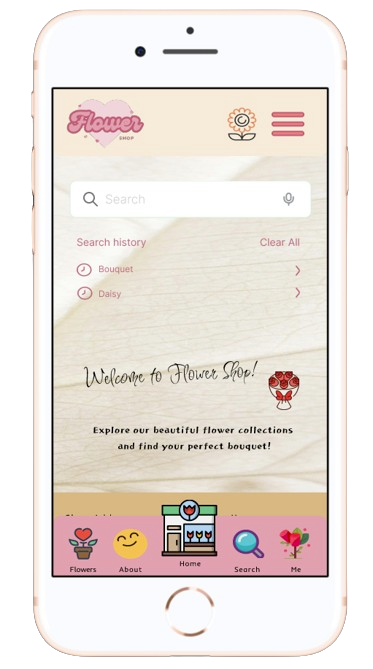 Flower
SHOP
Search
Search history Clear All
Bouquet
Daisy
Welcome to Flower Shop!
Explore our beautiful flower collections
and find your perfect bouquet!
Flowers About Home Search Me